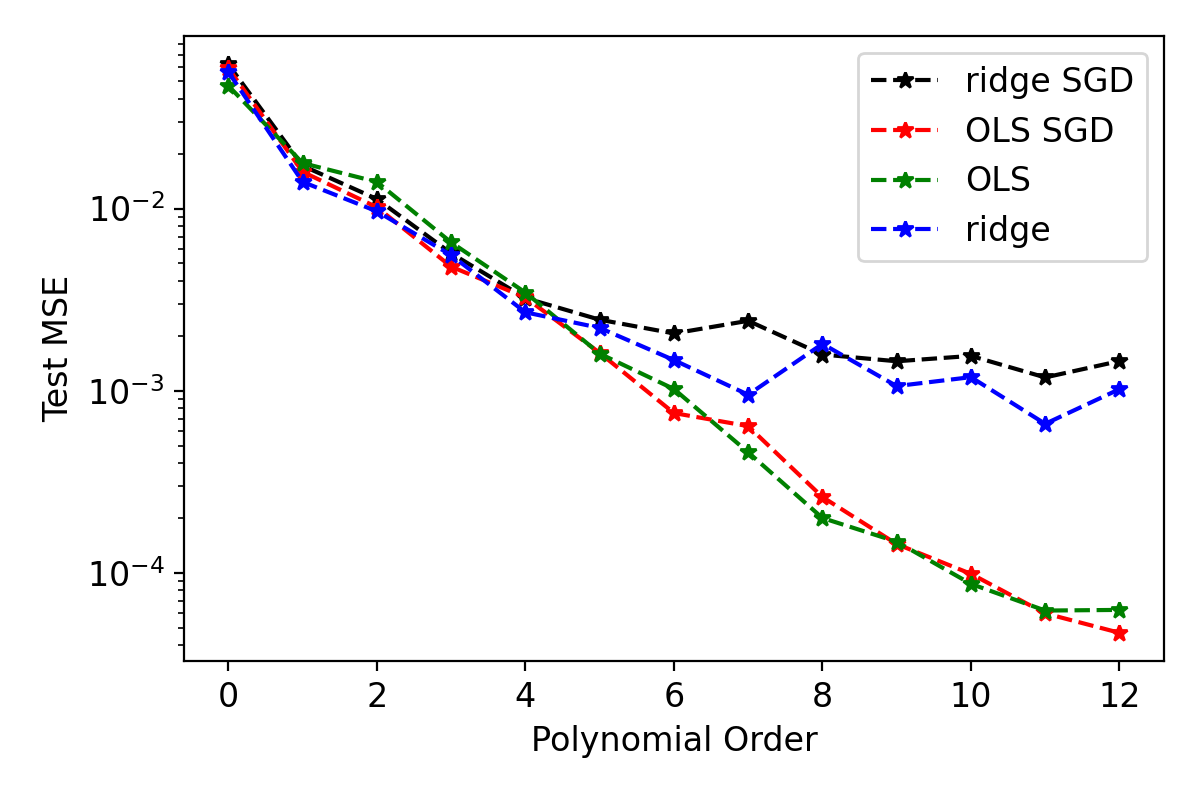 ridge SGD
OLS SGD
OLS
ridge
Test MSE
10⁻²
10⁻³
10⁻⁴
0 2 4 6 8 10 12
Polynomial Order